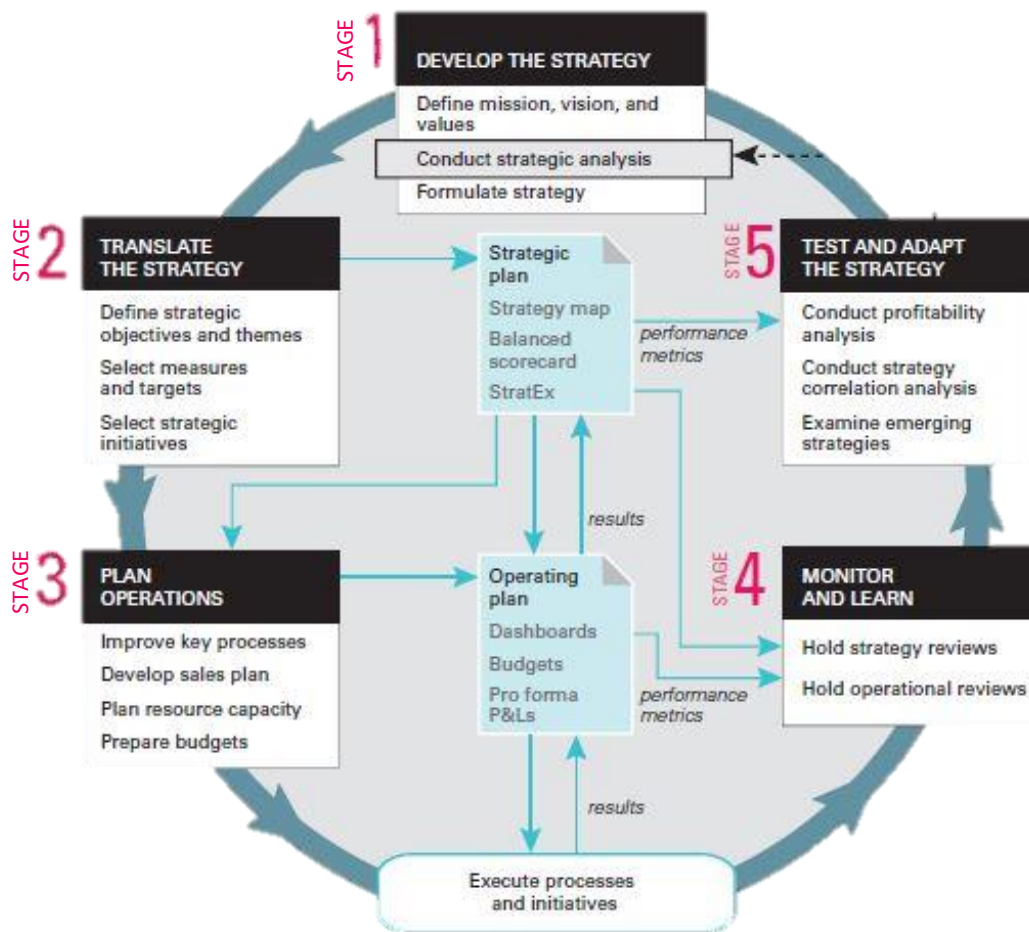 STAGE 1
DEVELOP THE STRATEGY
Define mission, vision, and
values
Conduct strategic analysis
Formulate strategy
STAGE 2
TRANSLATE
THE STRATEGY
Define strategic
objectives and themes
Select measures
and targets
Select strategic
initiatives
Strategic
plan
Strategy map
Balanced
scorecard
StratEx
performance
metrics
STAGE 5
TEST AND ADAPT
THE STRATEGY
Conduct profitability
analysis
Conduct strategy
correlation analysis
Examine emerging
strategies
results
STAGE 3
PLAN
OPERATIONS
Improve key processes
Develop sales plan
Plan resource capacity
Prepare budgets
Operating
plan
Dashboards
Budgets
Pro forma
P&Ls
performance
metrics
STAGE 4
MONITOR
AND LEARN
Hold strategy reviews
Hold operational reviews
results
Execute processes
and initiatives